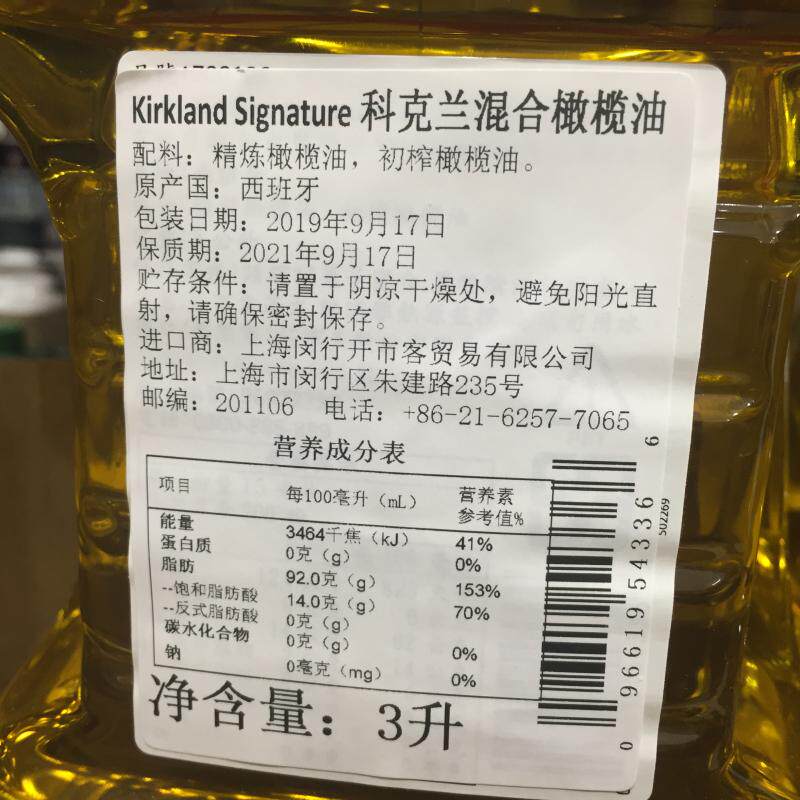 Kirkland Signature 科克兰混合橄榄油
配料：精炼橄榄油，初榨橄榄油。
原产国：西班牙
包装日期：2019年9月17日
保质期：2021年9月17日
贮存条件：请置于阴凉干燥处，避免阳光直
射，请确保密封保存。
进口商：上海闵行开市客贸易有限公司
地址：上海市闵行区朱建路235号
邮编：201106 电话：+86-21-6257-7065
营养成分表
项目 每100毫升（mL） 营养素
参考值%
能量 3464千焦（kJ） 41%
蛋白质 0克（g） 0%
脂肪 92.0克（g） 153%
--饱和脂肪酸 14.0克（g） 70%
--反式脂肪酸 0克（g）
碳水化合物 0克（g） 0%
钠 0毫克（mg） 0%
净含量：3升
0 96619 54336 6
502269